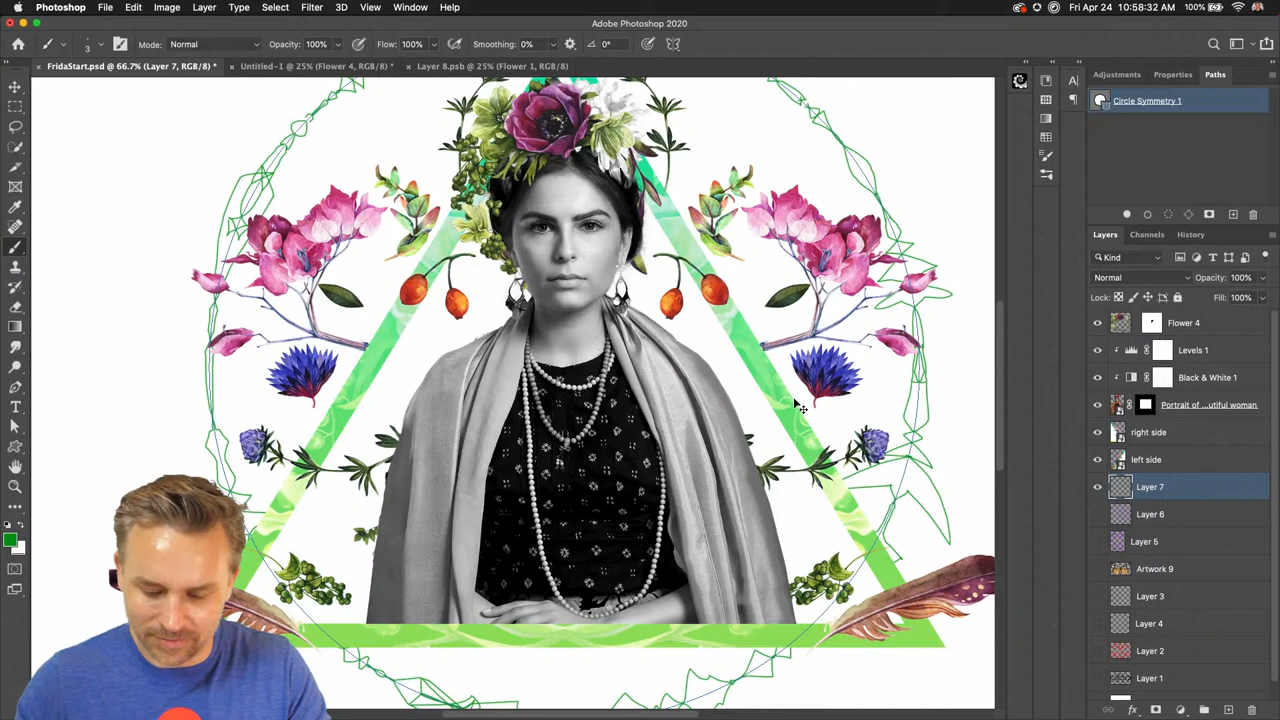 Photoshop File Edit Image Layer Type Select Filter 3D View Window Help
100% Fri Apr 24 10:58:32 AM
Adobe Photoshop 2020
3 Mode: Normal Opacity: 100% Flow: 100% Smoothing: 0% 0°
FridaStart.psd @ 66.7% (Layer 7, RGB/8) *
Untitled-1 @ 25% (Flower 4, RGB/8) *
Layer 8.psb @ 25% (Flower 1, RGB/8)
Adjustments Properties Paths
Circle Symmetry 1
Layers Channels History
Kind
Normal Opacity: 100%
Lock: Fill: 100%
Flower 4
Levels 1
Black & White 1
Portrait of ...utiful woman
right side
left side
Layer 7
Layer 6
Layer 5
Artwork 9
Layer 3
Layer 4
Layer 2
Layer 1